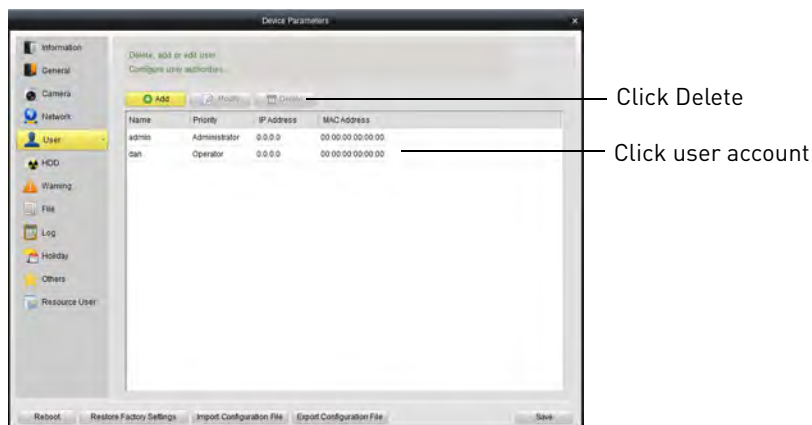 Device Parameters
×
Information
General
Camera
Network
User
HDD
Warning
File
Log
Holiday
Others
Resource User
Delete, add or edit user.
Configure user authorities.
Add
Modify
Delete
Name Priority IP Address MAC Address
admin Administrator 0.0.0.0 00:00:00:00:00:00
dah Operator 0.0.0.0 00:00:00:00:00:00
Click Delete
Click user account
Reboot Restore Factory Settings Import Configuration File Export Configuration File Save